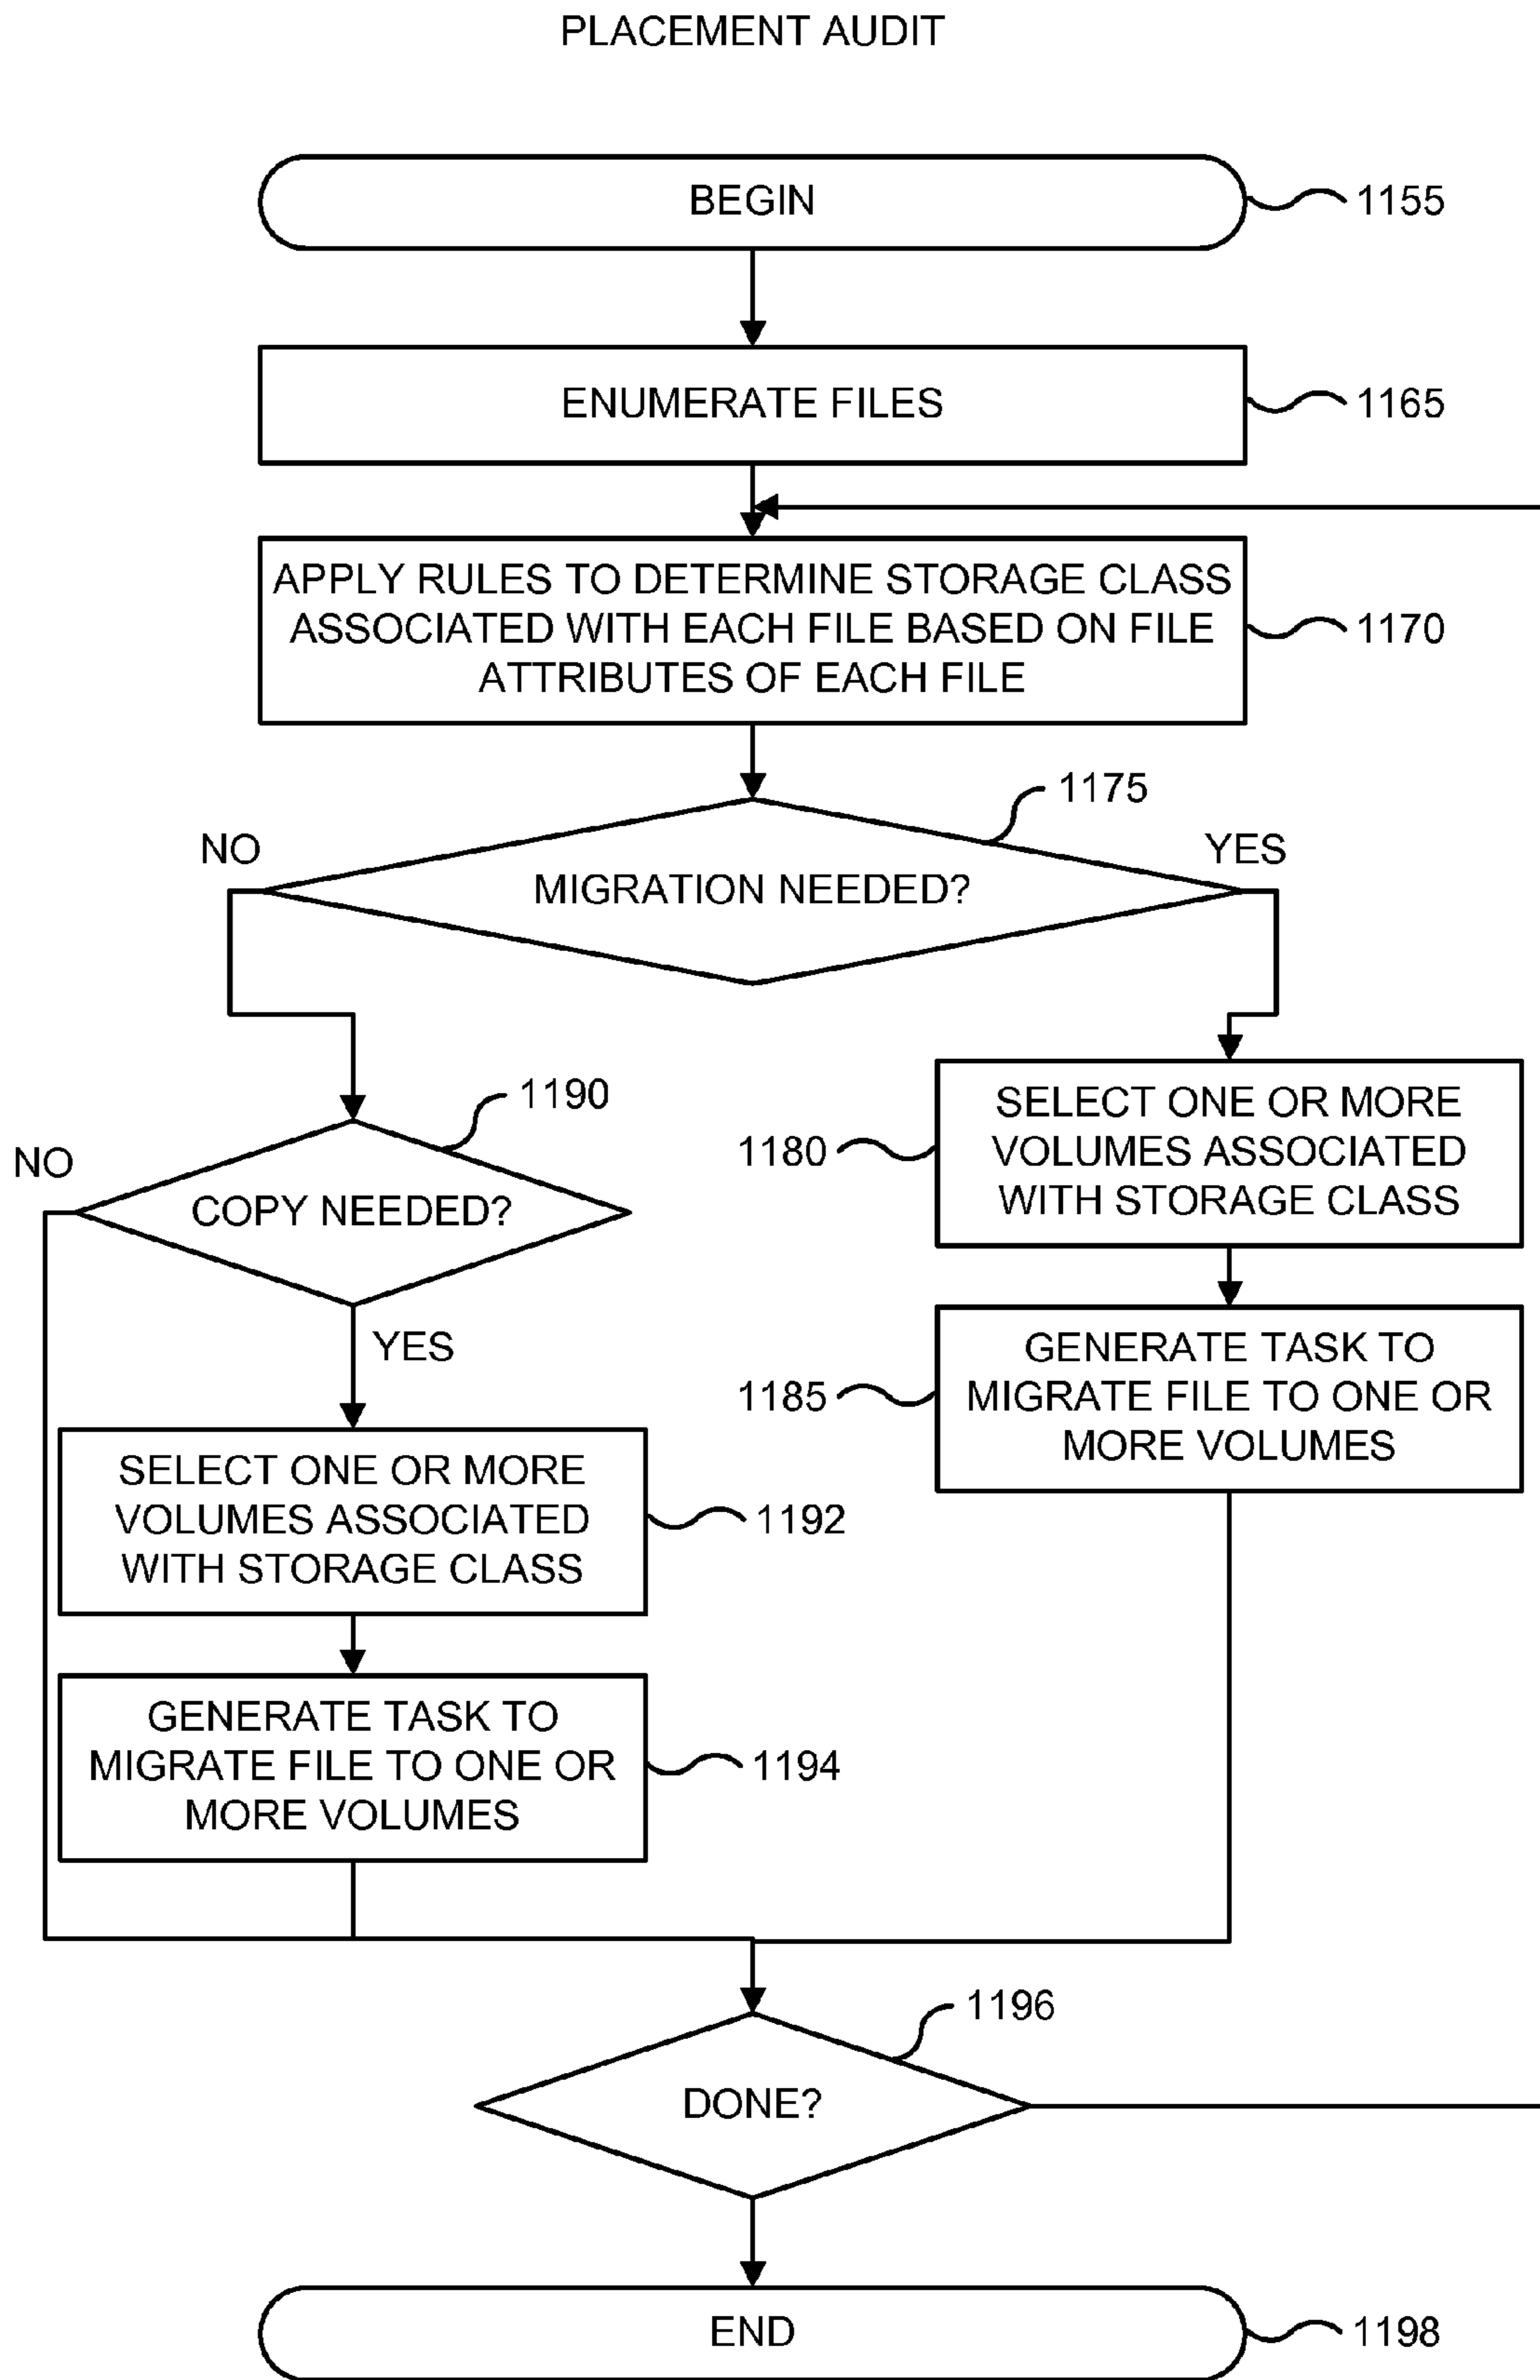 PLACEMENT AUDIT
BEGIN
1155
ENUMERATE FILES
1165
APPLY RULES TO DETERMINE STORAGE CLASS
ASSOCIATED WITH EACH FILE BASED ON FILE
ATTRIBUTES OF EACH FILE
1170
1175
NO
YES
MIGRATION NEEDED?
1190
NO
COPY NEEDED?
YES
1180
SELECT ONE OR MORE
VOLUMES ASSOCIATED
WITH STORAGE CLASS
1185
GENERATE TASK TO
MIGRATE FILE TO ONE OR
MORE VOLUMES
SELECT ONE OR MORE
VOLUMES ASSOCIATED
WITH STORAGE CLASS
1192
GENERATE TASK TO
MIGRATE FILE TO ONE OR
MORE VOLUMES
1194
1196
DONE?
END
1198